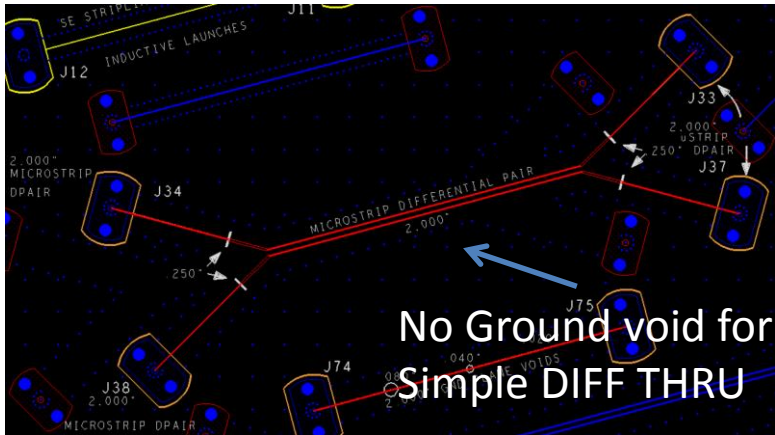 SE STRIPLI
J11
INDUCTIVE LAUNCHES
J12
J33
2.000"
uSTRIP
.250" DPAIR
2.000"
MICROSTRIP
DPAIR
J34
J37
MICROSTRIP DIFFERENTIAL PAIR
2.000"
.250"
J75
No Ground void for
Simple DIFF THRU
.040"
J74
VOIDS
J38
2.000"
MICROSTRIP DPAIR